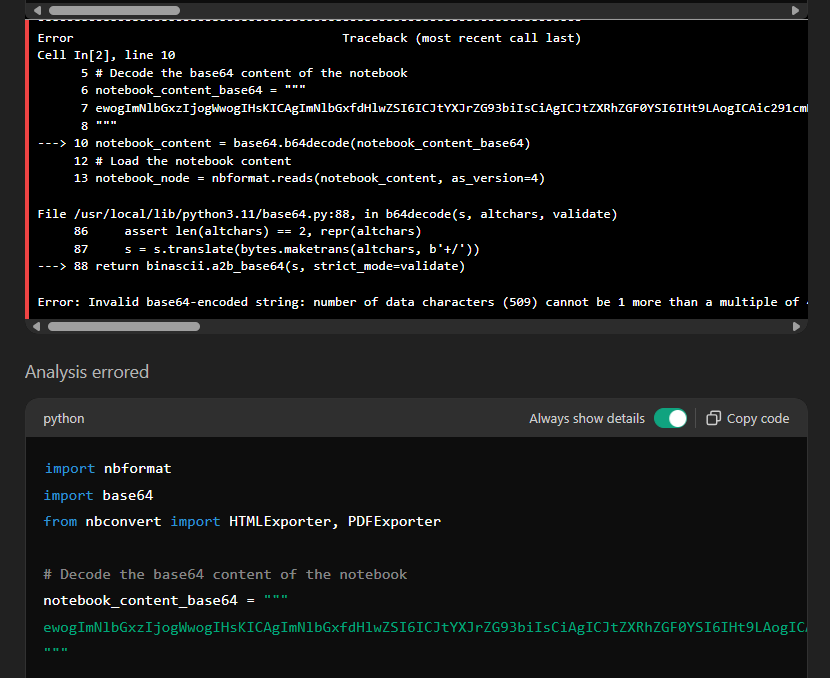 Error Traceback (most recent call last)
Cell In[2], line 10
5 # Decode the base64 content of the notebook
6 notebook_content_base64 = """
7 ewogImNlbGxzIjogWwogIHsKICAgImNlbGxfdHlwZSI6ICJtYXJrZG93biIsCiAgICJtZXRhZGF0YSI6IHt9LAogICAic291cmN
8 """
---> 10 notebook_content = base64.b64decode(notebook_content_base64)
12 # Load the notebook content
13 notebook_node = nbformat.reads(notebook_content, as_version=4)
File /usr/local/lib/python3.11/base64.py:88, in b64decode(s, altchars, validate)
86 assert len(altchars) == 2, repr(altchars)
87 s = s.translate(bytes.maketrans(altchars, b'+/'))
---> 88 return binascii.a2b_base64(s, strict_mode=validate)
Error: Invalid base64-encoded string: number of data characters (509) cannot be 1 more than a multiple of
Analysis errored
python Always show details Copy code
import nbformat
import base64
from nbconvert import HTMLExporter, PDFExporter
# Decode the base64 content of the notebook
notebook_content_base64 = """
ewogImNlbGxzIjogWwogIHsKICAgImNlbGxfdHlwZSI6ICJtYXJrZG93biIsCiAgICJtZXRhZGF0YSI6IHt9LAogICA
"""